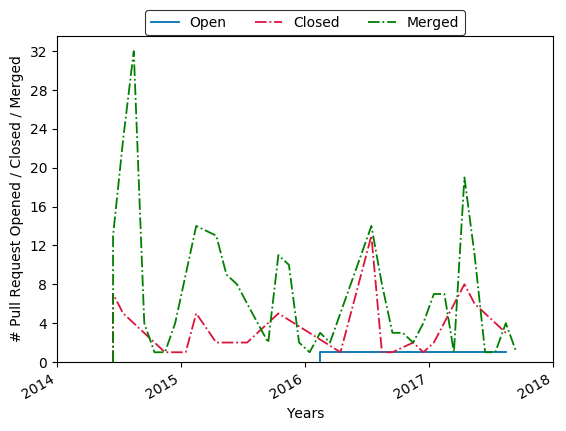 Open Closed Merged
# Pull Request Opened / Closed / Merged
32
28
24
20
16
12
8
4
0
2014 2015 2016 2017 2018
Years